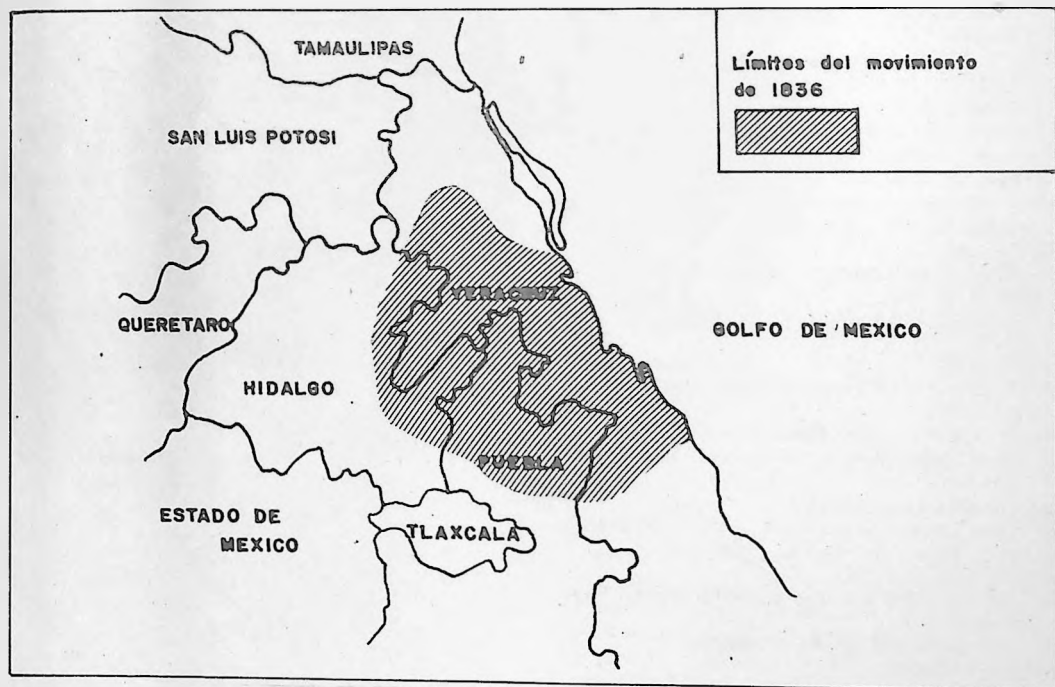 TAMAULIPAS
Límites del movimiento
de 1836
SAN LUIS POTOSI
VERACRUZ
QUERETARO
GOLFO DE MEXICO
HIDALGO
PUEBLA
ESTADO DE
MEXICO
TLAXCALA